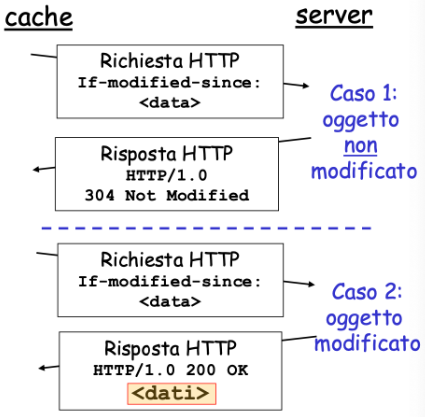 cache
server
Richiesta HTTP
If-modified-since:
<data>
Caso 1:
oggetto
non
modificato
Risposta HTTP
HTTP/1.0
304 Not Modified
Richiesta HTTP
If-modified-since:
<data>
Caso 2:
oggetto
modificato
Risposta HTTP
HTTP/1.0 200 OK
<dati>